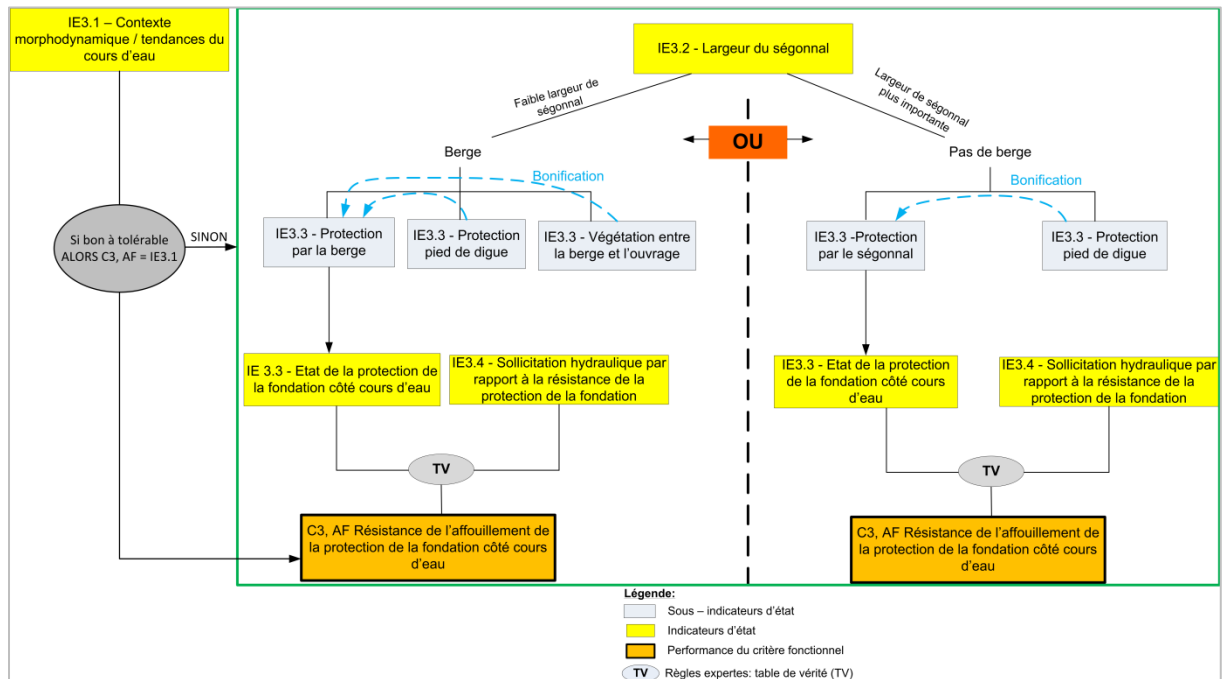 IE3.1 – Contexte
morphodynamique / tendances du
cours d'eau
Si bon à tolérable
ALORS C3, AF = IE3.1
SINON
IE3.2 - Largeur du ségonnal
Faible largeur de
ségonnal
Largeur de ségonnal
plus importante
OU
Berge
Bonification
IE3.3 - Protection
par la berge
IE3.3 - Protection
pied de digue
IE3.3 - Végétation entre
la berge et l'ouvrage
IE 3.3 - Etat de la protection de
la fondation côté cours d'eau
IE3.4 - Sollicitation hydraulique par
rapport à la résistance de la
protection de la fondation
TV
C3, AF Résistance de l'affouillement de
la protection de la fondation côté cours
d'eau
Pas de berge
Bonification
IE3.3 -Protection
par le ségonnal
IE3.3 - Protection
pied de digue
IE3.3 - Etat de la protection
de la fondation côté cours
d'eau
IE3.4 - Sollicitation hydraulique par
rapport à la résistance de la
protection de la fondation
TV
C3, AF Résistance de l'affouillement de
la protection de la fondation côté cours
d'eau
Légende:
Sous – indicateurs d'état
Indicateurs d'état
Performance du critère fonctionnel
TV Règles expertes: table de vérité (TV)